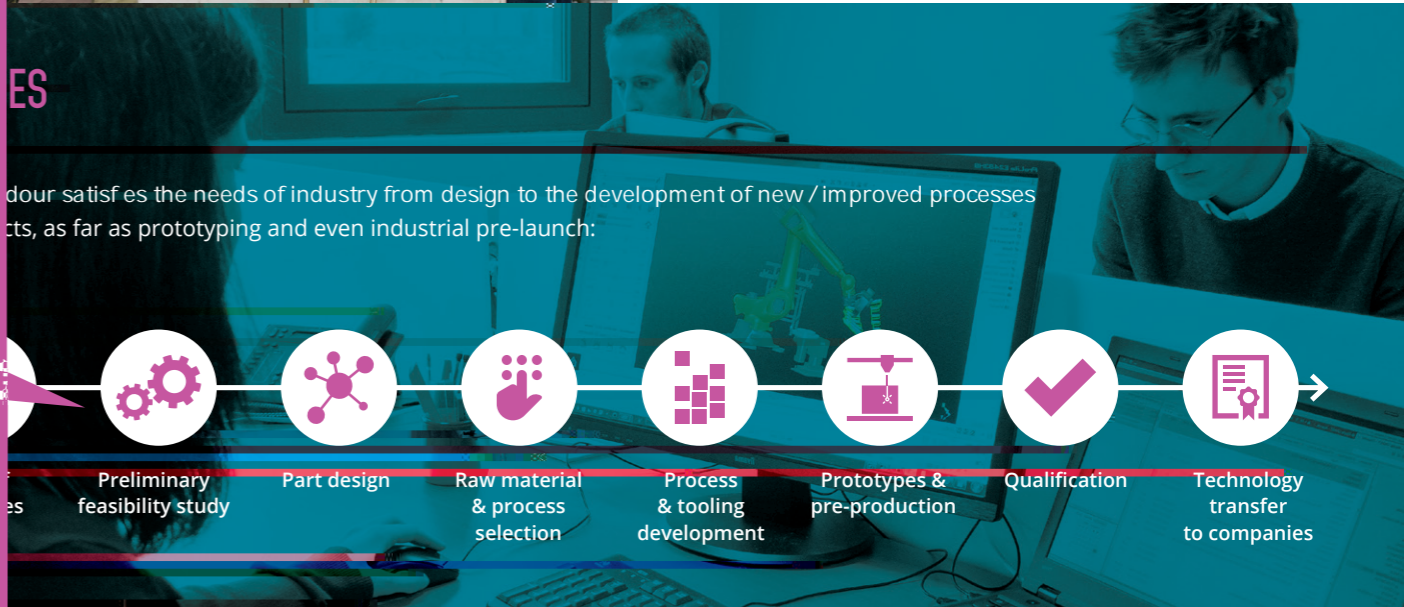 ES
dour satisf es the needs of industry from design to the development of new / improved processes
cts, as far as prototyping and even industrial pre-launch:
es
Preliminary
feasibility study
Part design
Raw material
& process
selection
Process
& tooling
development
Prototypes &
pre-production
Qualification
Technology
transfer
to companies